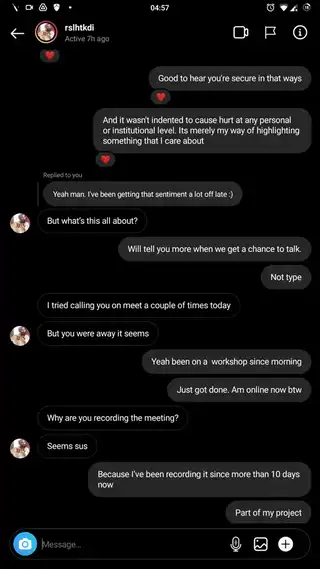 04:57
rslhtkdi
Active 7h ago
Good to hear you're secure in that ways
And it wasn't indented to cause hurt at any personal
or institutional level. Its merely my way of highlighting
something that I care about
Replied to you
Yeah man. I've been getting that sentiment a lot off late :)
But what's this all about?
Will tell you more when we get a chance to talk.
Not type
I tried calling you on meet a couple of times today
But you were away it seems
Yeah been on a  workshop since morning
Just got done. Am online now btw
Why are you recording the meeting?
Seems sus
Because I've been recording it since more than 10 days
now
Part of my project
Message...